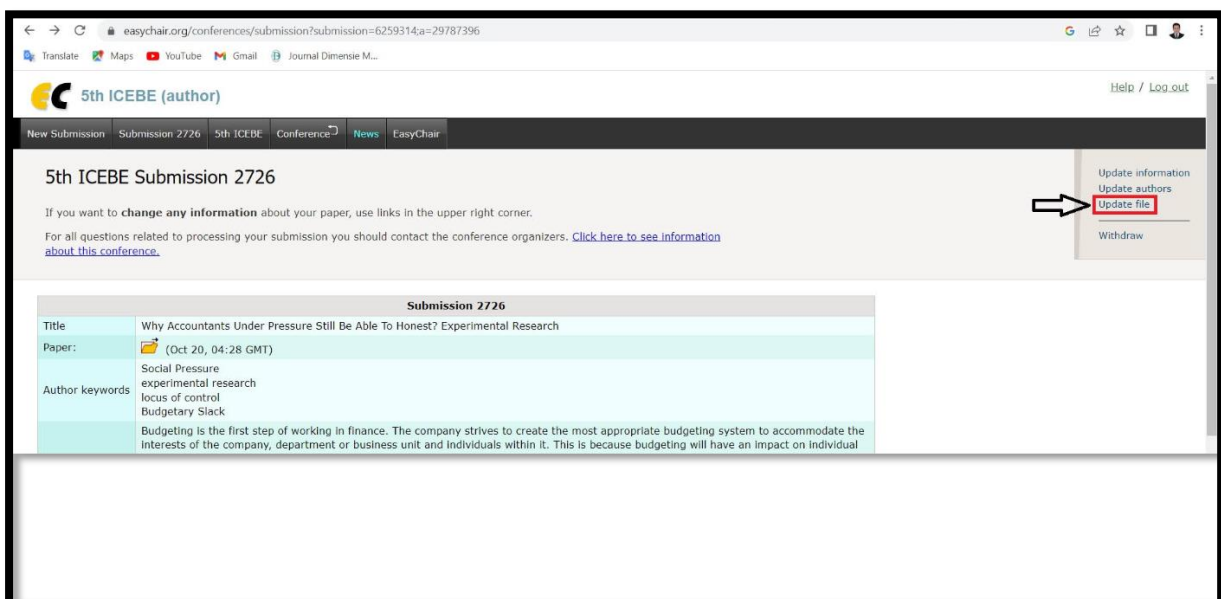 easychair.org/conferences/submission?submission=6259314;a=29787396
Translate Maps YouTube Gmail Journal Dimensie M...
5th ICEBE (author)
Help / Log out
New Submission Submission 2726 5th ICEBE Conference News EasyChair
5th ICEBE Submission 2726
If you want to change any information about your paper, use links in the upper right corner.
For all questions related to processing your submission you should contact the conference organizers. Click here to see information
about this conference.
Update information
Update authors
Update file
Withdraw
Submission 2726
Title Why Accountants Under Pressure Still Be Able To Honest? Experimental Research
Paper: (Oct 20, 04:28 GMT)
Author keywords
Social Pressure
experimental research
locus of control
Budgetary Slack
Budgeting is the first step of working in finance. The company strives to create the most appropriate budgeting system to accommodate the
interests of the company, department or business unit and individuals within it. This is because budgeting will have an impact on individual